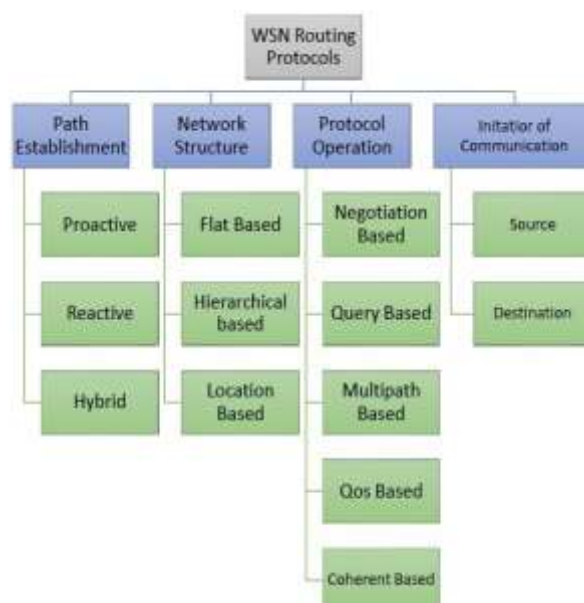 WSN Routing
Protocols
Path
Establishment
Network
Structure
Protocol
Operation
Initatior of
Communication
Proactive
Reactive
Hybrid
Flat Based
Hierarchical
based
Location
Based
Negotiation
Based
Query Based
Multipath
Based
Qos Based
Coherent Based
Source
Destination